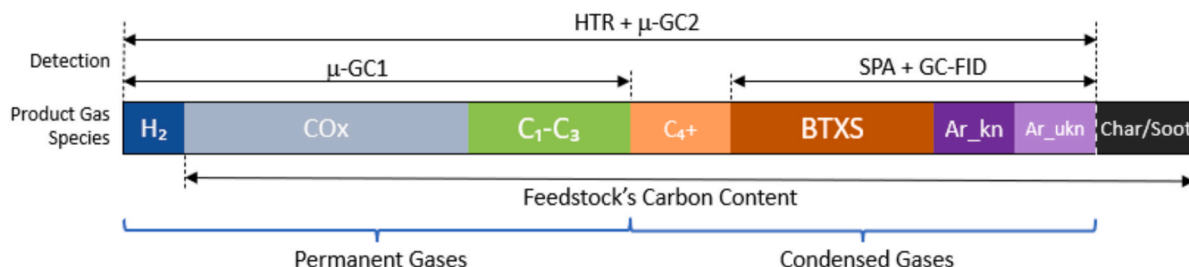 HTR + μ-GC2
Detection
μ-GC1
SPA + GC-FID
Product Gas
Species
H₂
COx
C₁-C₃
C₄+
BTXS
Ar_kn
Ar_ukn
Char/Soot
Feedstock's Carbon Content
Permanent Gases
Condensed Gases